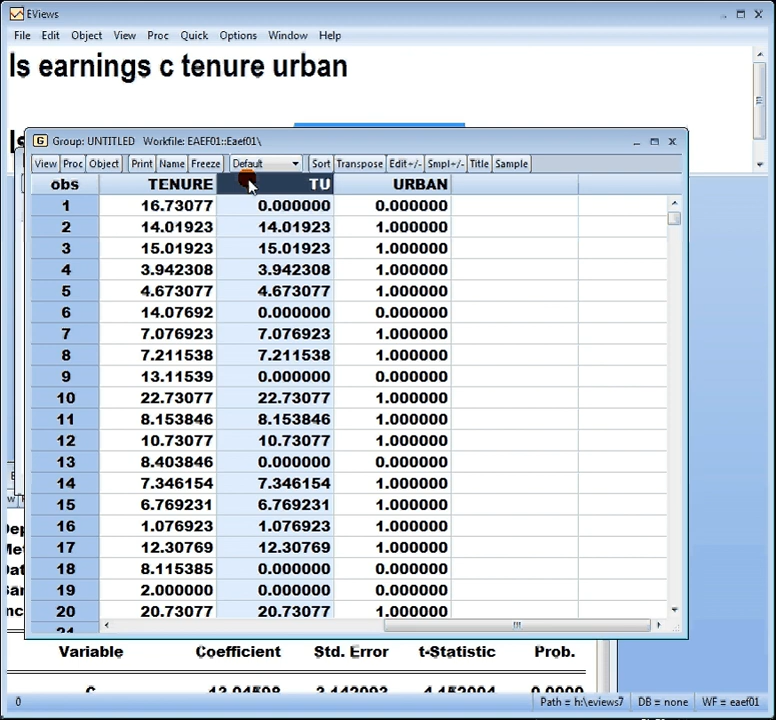 EViews
File Edit Object View Proc Quick Options Window Help
ls earnings c tenure urban
Group: UNTITLED Workfile: EAEF01::Eaef01\
View Proc Object Print Name Freeze Default Sort Transpose Edit+/- Smpl+/- Title Sample
obs TENURE TU URBAN
1 16.73077 0.000000 0.000000
2 14.01923 14.01923 1.000000
3 15.01923 15.01923 1.000000
4 3.942308 3.942308 1.000000
5 4.673077 4.673077 1.000000
6 14.07692 0.000000 0.000000
7 7.076923 7.076923 1.000000
8 7.211538 7.211538 1.000000
9 13.11539 0.000000 0.000000
10 22.73077 22.73077 1.000000
11 8.153846 8.153846 1.000000
12 10.73077 10.73077 1.000000
13 8.403846 0.000000 0.000000
14 7.346154 7.346154 1.000000
15 6.769231 6.769231 1.000000
16 1.076923 1.076923 1.000000
17 12.30769 12.30769 1.000000
18 8.115385 0.000000 0.000000
19 2.000000 0.000000 0.000000
20 20.73077 20.73077 1.000000
21
Variable Coefficient Std. Error t-Statistic Prob.
0 Path = h:\eviews7 DB = none WF = eaef01